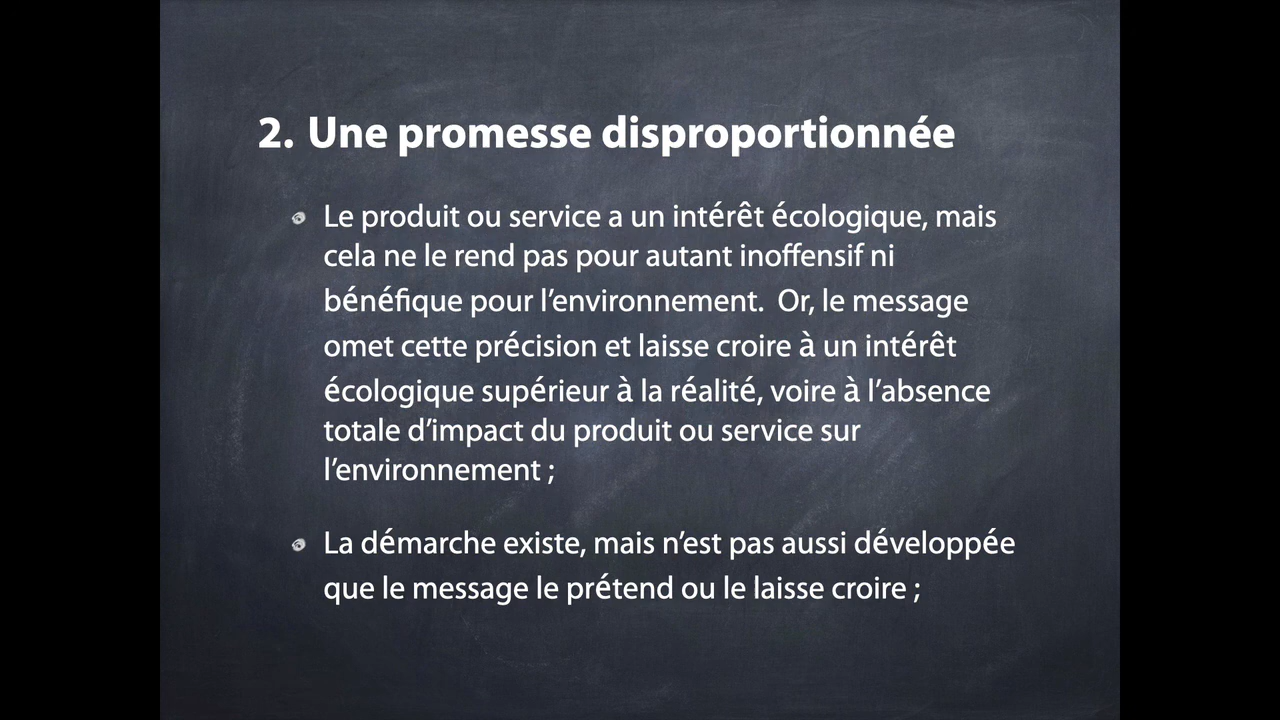 2. Une promesse disproportionnée
Le produit ou service a un intérêt écologique, mais
cela ne le rend pas pour autant inoffensif ni
bénéfique pour l’environnement.  Or, le message
omet cette précision et laisse croire à un intérêt
écologique supérieur à la réalité, voire à l’absence
totale d’impact du produit ou service sur
l’environnement ;
La démarche existe, mais n’est pas aussi développée
que le message le prétend ou le laisse croire ;